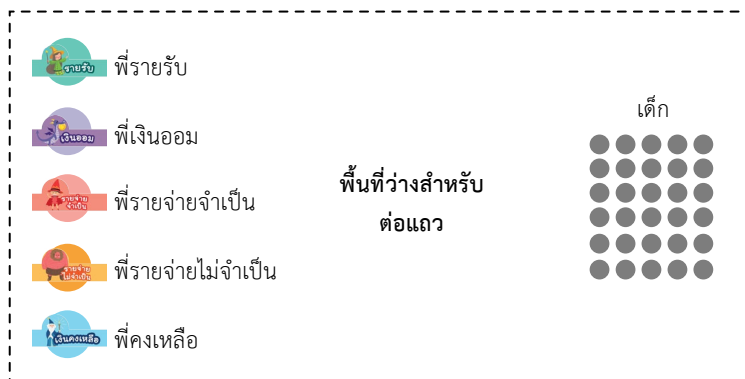 รายรับ พี่รายรับ
เงินออม พี่เงินออม
รายจ่าย
จำเป็น พี่รายจ่ายจำเป็น
รายจ่าย
ไม่จำเป็น พี่รายจ่ายไม่จำเป็น
เงินคงเหลือ พี่คงเหลือ
พื้นที่ว่างสำหรับ
ต่อแถว
เด็ก